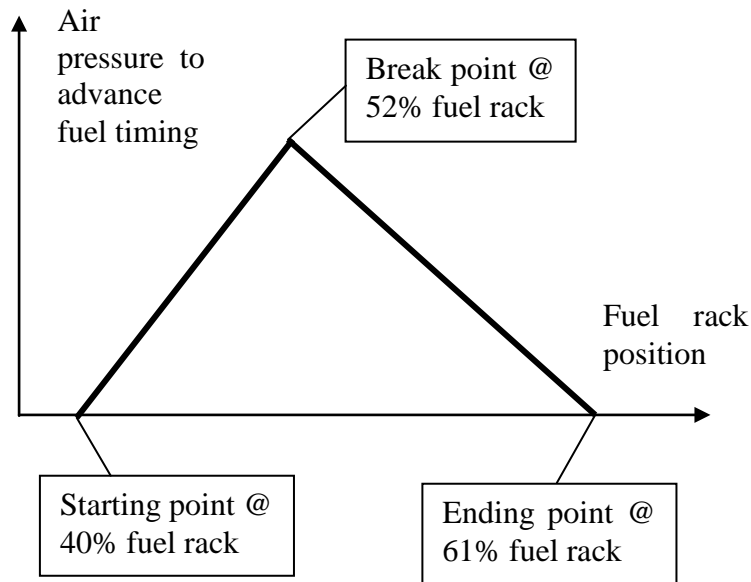 Air
pressure to
advance
fuel timing
Break point @
52% fuel rack
Fuel rack
position
Starting point @
40% fuel rack
Ending point @
61% fuel rack